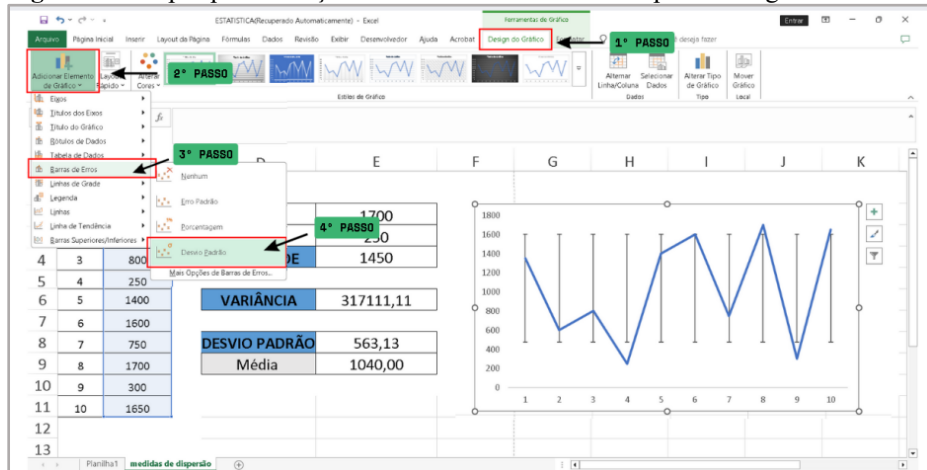 ESTATISTICA(Recuperado Automaticamente) - Excel
Ferramentas de Gráfico
Entrar
Arquivo Página Inicial Inserir Layout da Página Fórmulas Dados Revisão Exibir Desenvolvedor Ajuda Acrobat Design do Gráfico
1° PASSO
deseja fazer
Adicionar Elemento de Gráfico
Rápido
Alterar Cores
2° PASSO
Estilos de Gráfico
Alternar Linha/Coluna
Selecionar Dados
Alterar Tipo de Gráfico
Mover Gráfico
Dados
Tipo
Local
Eixos
Títulos dos Eixos
Título do Gráfico
Rótulos de Dados
Tabela de Dados
Barras de Erros
Linhas de Grade
Legenda
Linhas
Linha de Tendência
Barras Superiores/Inferiores
fx
3° PASSO
Nenhum
Erro Padrão
Porcentagem
Desvio Padrão
Mais Opções de Barras de Erros...
4° PASSO
E F G H I J K
1700
250
4 3 800 DE 1450
5 4 250
6 5 1400 VARIÂNCIA 317111,11
7 6 1600
8 7 750 DESVIO PADRÃO 563,13
9 8 1700 Média 1040,00
10 9 300
11 10 1650
12
13
1800
1600
1400
1200
1000
800
600
400
200
0
1 2 3 4 5 6 7 8 9 10
Planilha1 medidas de dispersão